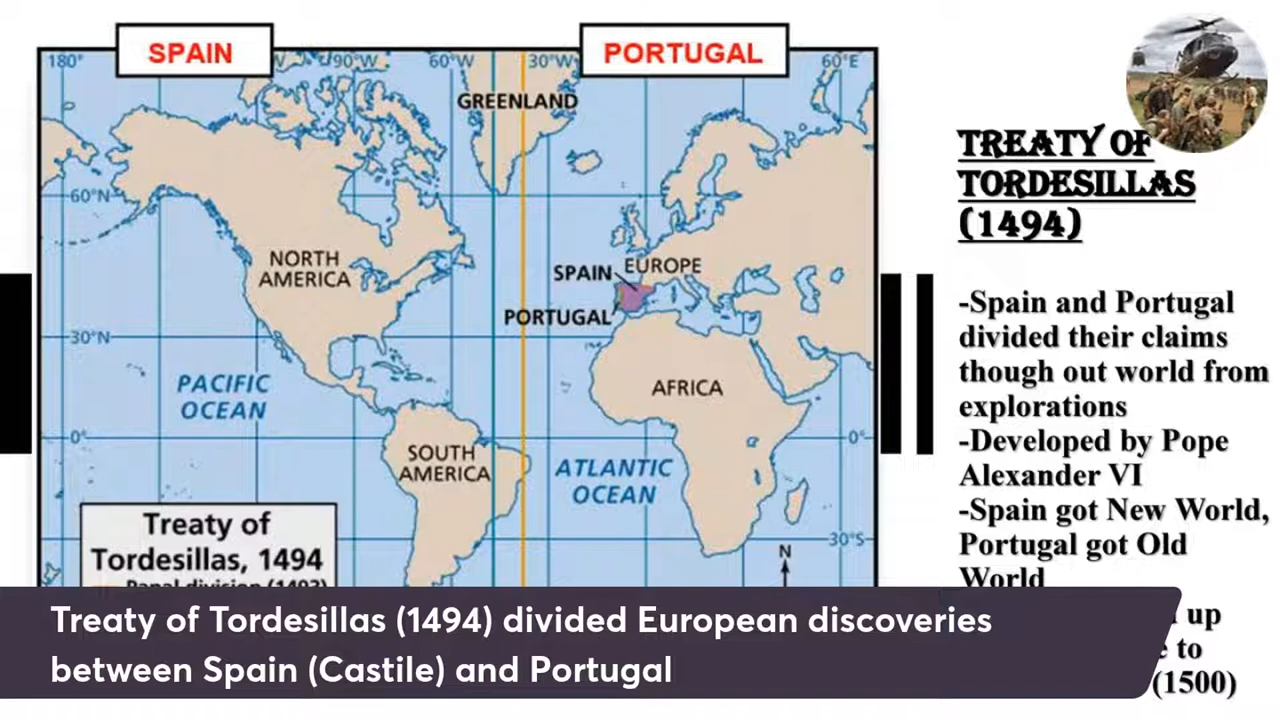 SPAIN
PORTUGAL
180°
W
90°W
60°W
30°W
60°E
GREENLAND
60°N
NORTH
AMERICA
SPAIN
EUROPE
PORTUGAL
30°N
PACIFIC
OCEAN
AFRICA
0°
0°
SOUTH
AMERICA
ATLANTIC
OCEAN
30°S
N
Treaty of
Tordesillas, 1494
Papal division (1493)
TREATY OF
TORDESILLAS
(1494)
-Spain and Portugal
divided their claims
though out world from
explorations
-Developed by Pope
Alexander VI
-Spain got New World,
Portugal got Old
World
up
to
(1500)
Treaty of Tordesillas (1494) divided European discoveries
between Spain (Castile) and Portugal